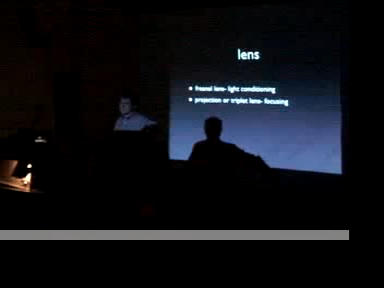 lens
fresnel lens- light conditioning
projection or triplet lens- focusing